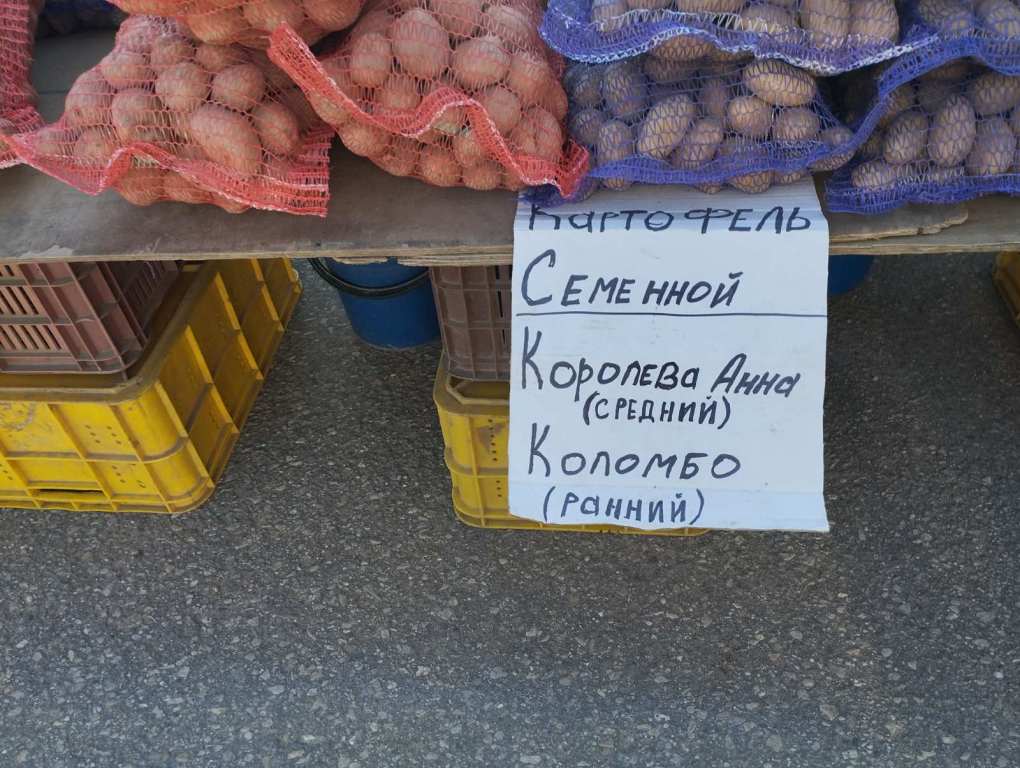 Картофель
Семенной
Королева Анна
(средний)
Коломбо
(ранний)